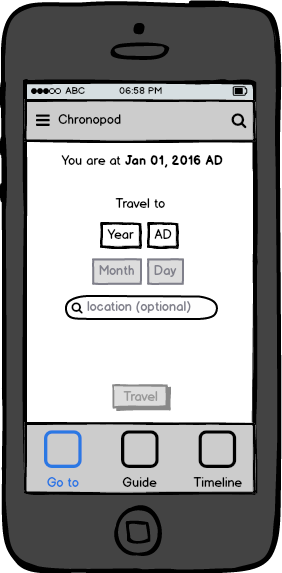 ABC 06:58 PM
Chronopod
You are at Jan 01, 2016 AD
Travel to
Year AD
Month Day
location (optional)
Travel
Go to Guide Timeline